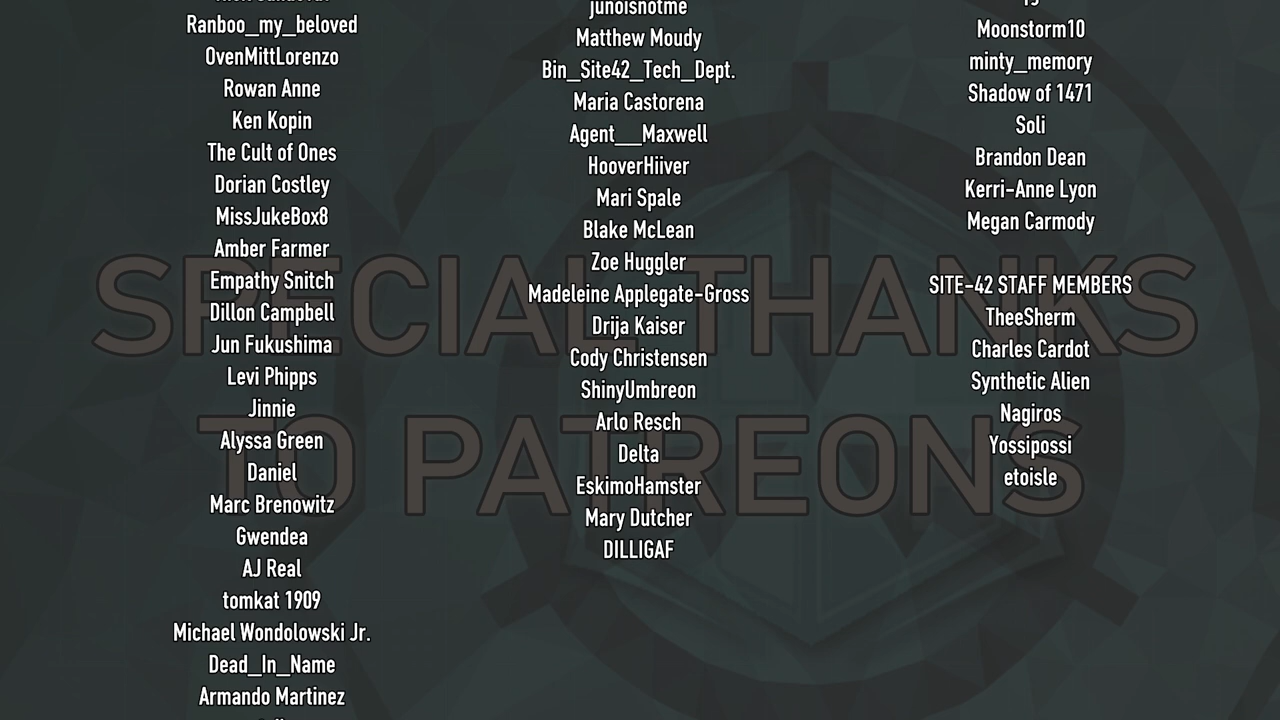 SPECIAL THANKS
TO PATREONS
Ranboo_my_beloved
OvenMittLorenzo
Rowan Anne
Ken Kopin
The Cult of Ones
Dorian Costley
MissJukeBox8
Amber Farmer
Empathy Snitch
Dillon Campbell
Jun Fukushima
Levi Phipps
Jinnie
Alyssa Green
Daniel
Marc Brenowitz
Gwendea
AJ Real
tomkat 1909
Michael Wondolowski Jr.
Dead_In_Name
Armando Martinez
junoisnotme
Matthew Moudy
Bin_Site42_Tech_Dept.
Maria Castorena
Agent__Maxwell
HooverHiiver
Mari Spale
Blake McLean
Zoe Huggler
Madeleine Applegate-Gross
Drija Kaiser
Cody Christensen
ShinyUmbreon
Arlo Resch
Delta
EskimoHamster
Mary Dutcher
DILLIGAF
Moonstorm10
minty_memory
Shadow of 1471
Soli
Brandon Dean
Kerri-Anne Lyon
Megan Carmody
SITE-42 STAFF MEMBERS
TheeSherm
Charles Cardot
Synthetic Alien
Nagiros
Yossipossi
etoisle